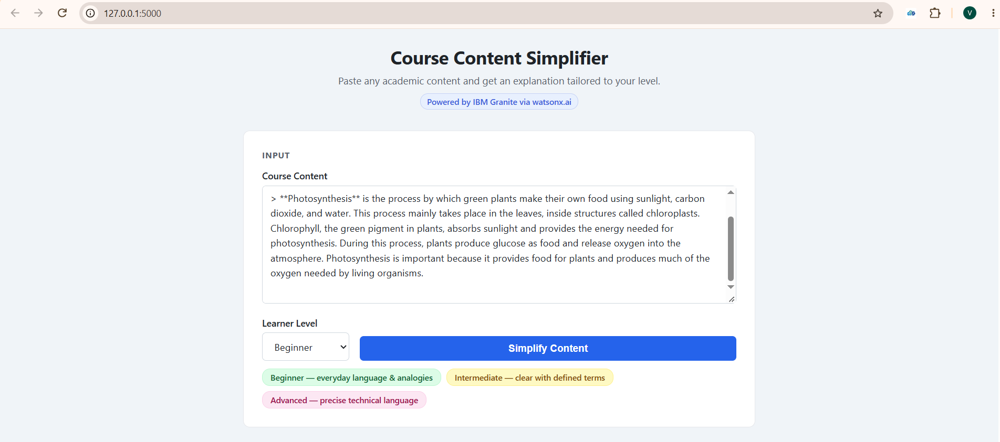 127.0.0.1:5000
V
Course Content Simplifier
Paste any academic content and get an explanation tailored to your level.
Powered by IBM Granite via watsonx.ai
INPUT
Course Content
> **Photosynthesis** is the process by which green plants make their own food using sunlight, carbon
dioxide, and water. This process mainly takes place in the leaves, inside structures called chloroplasts.
Chlorophyll, the green pigment in plants, absorbs sunlight and provides the energy needed for
photosynthesis. During this process, plants produce glucose as food and release oxygen into the
atmosphere. Photosynthesis is important because it provides food for plants and produces much of the
oxygen needed by living organisms.
Learner Level
Beginner
Simplify Content
Beginner — everyday language & analogies
Intermediate — clear with defined terms
Advanced — precise technical language